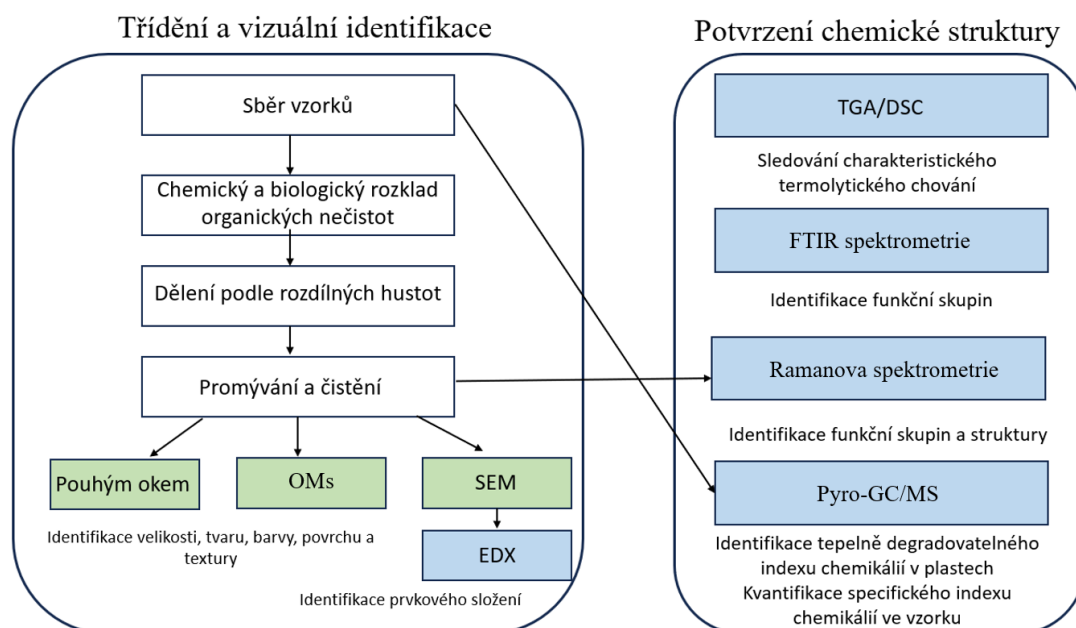 Třídění a vizuální identifikace
Sběr vzorků
Chemický a biologický rozklad
organických nečistot
Dělení podle rozdílných hustot
Promývání a čistění
Pouhým okem
OMs
SEM
Identifikace velikosti, tvaru, barvy, povrchu a
textury
EDX
Identifikace prvkového složení
Potvrzení chemické struktury
TGA/DSC
Sledování charakteristického
termolytického chování
FTIR spektrometrie
Identifikace funkční skupin
Ramanova spektrometrie
Identifikace funkční skupin a struktury
Pyro-GC/MS
Identifikace tepelně degradovatelného
indexu chemikálií v plastech
Kvantifikace specifického indexu
chemikálií ve vzorku